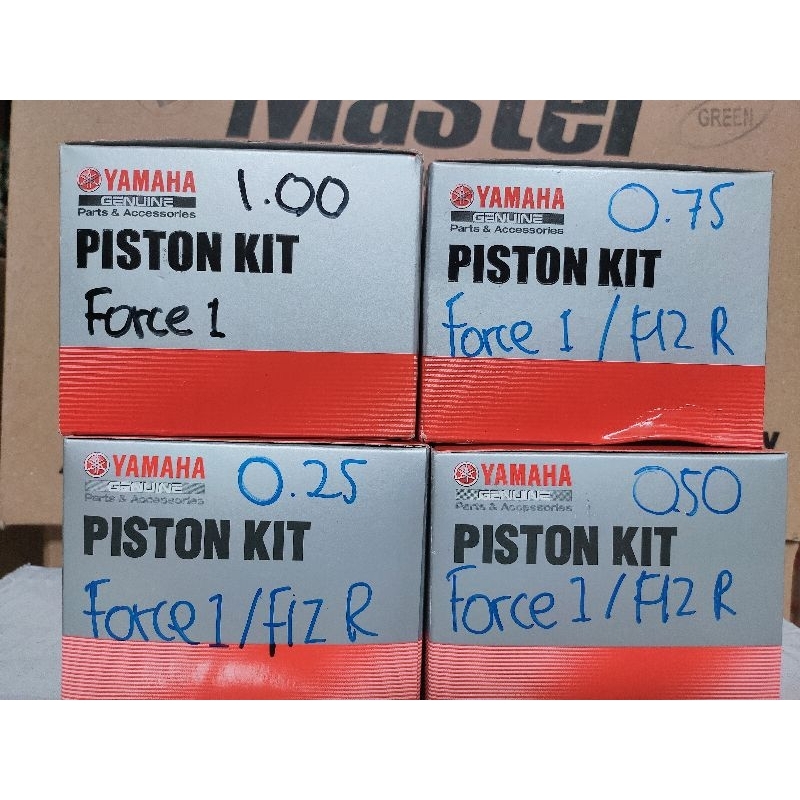 Master
GREEN
YAMAHA 1.00
GENUINE
Parts & Accessories
PISTON KIT
Force 1
YAMAHA 0.75
GENUINE
Parts & Accessories
PISTON KIT
Force 1 / F1Z R
YAMAHA 0.25
GENUINE
Parts & Accessories
PISTON KIT
Force 1 / F1Z R
YAMAHA 050
GENUINE
Parts & Accessories
PISTON KIT
Force 1 / F1Z R